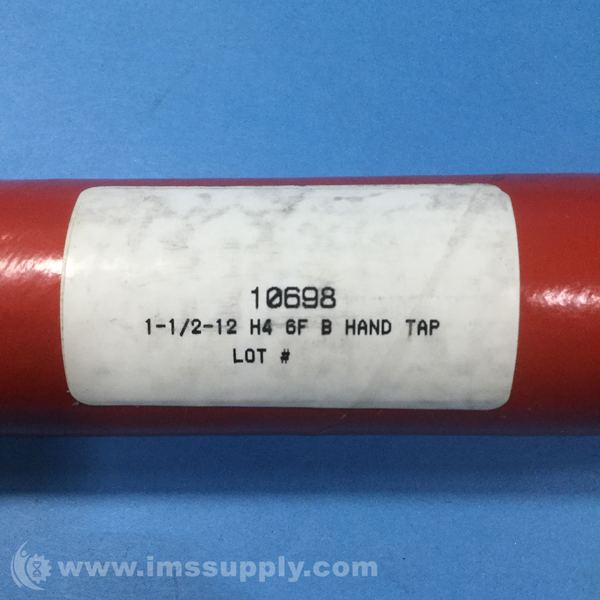 10698
1-1/2-12 H4 6F B HAND TAP
LOT #
www.imssupply.com